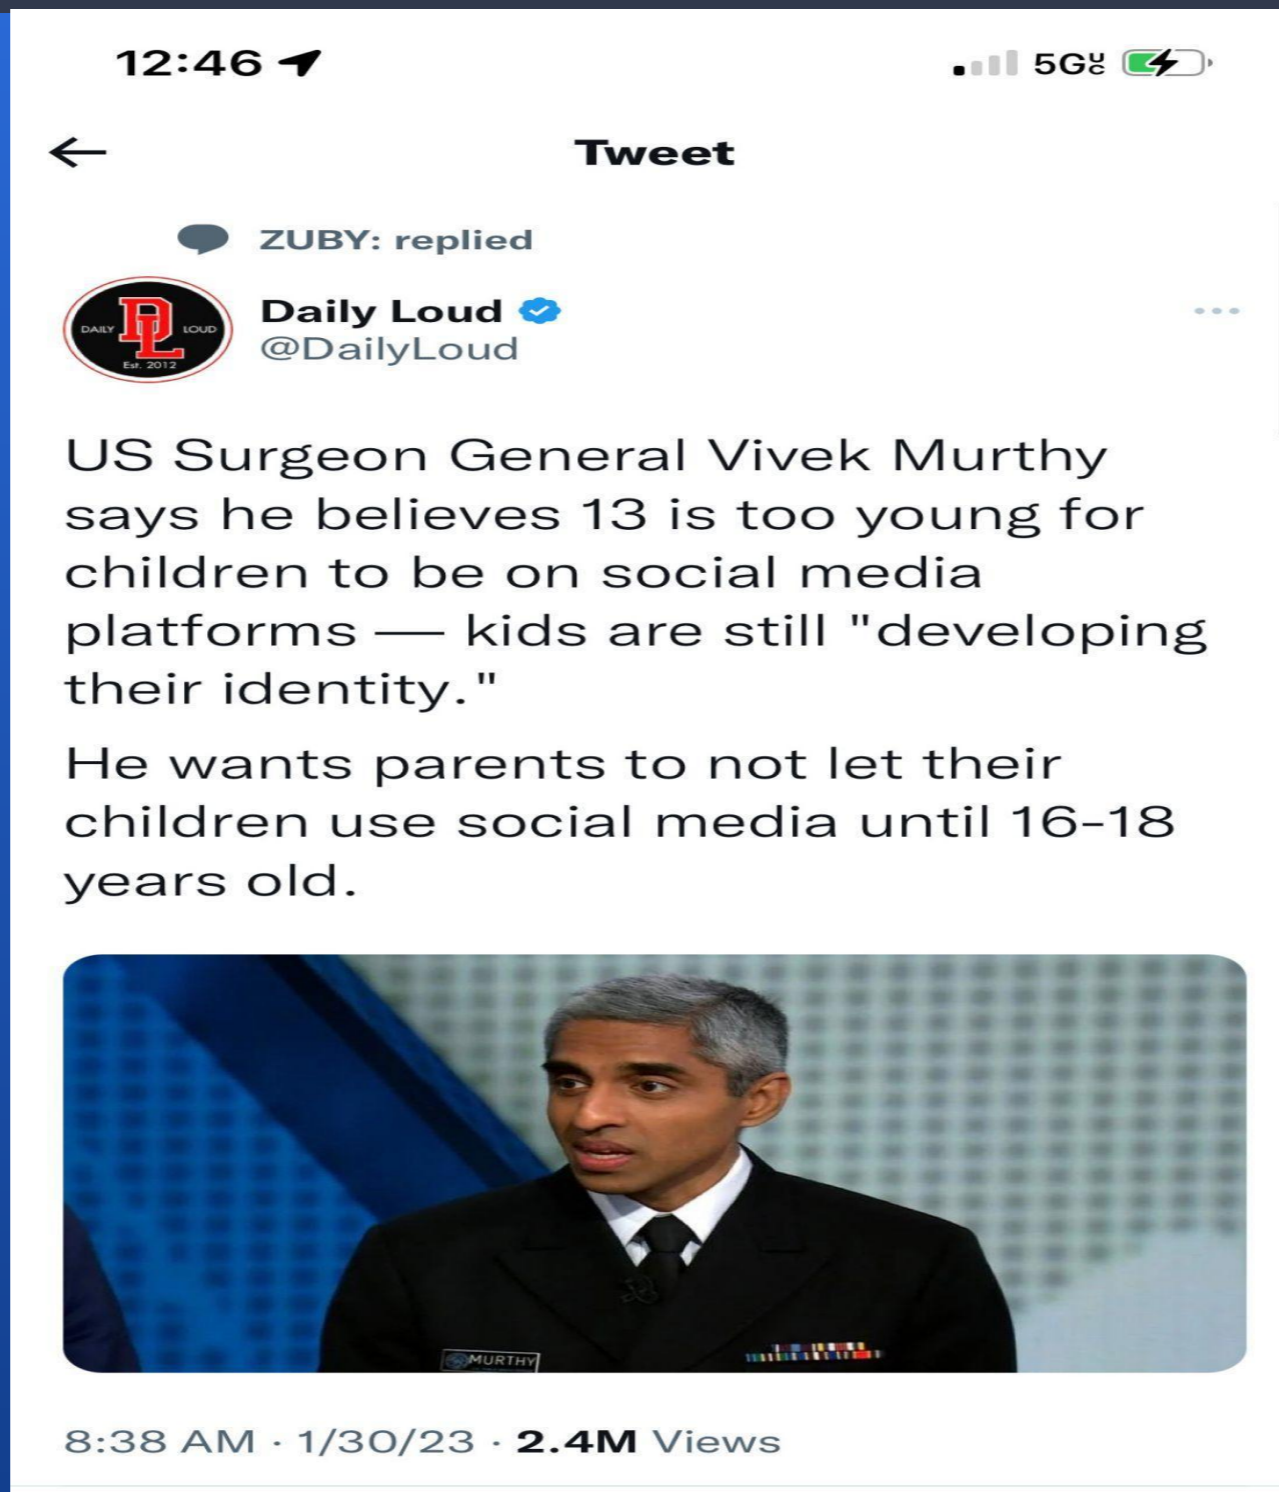 12:46
5GUC
Tweet
ZUBY: replied
DAILY DL LOUD
Est. 2012
Daily Loud
@DailyLoud
US Surgeon General Vivek Murthy
says he believes 13 is too young for
children to be on social media
platforms — kids are still "developing
their identity."
He wants parents to not let their
children use social media until 16-18
years old.
MURTHY
8:38 AM · 1/30/23 · 2.4M Views